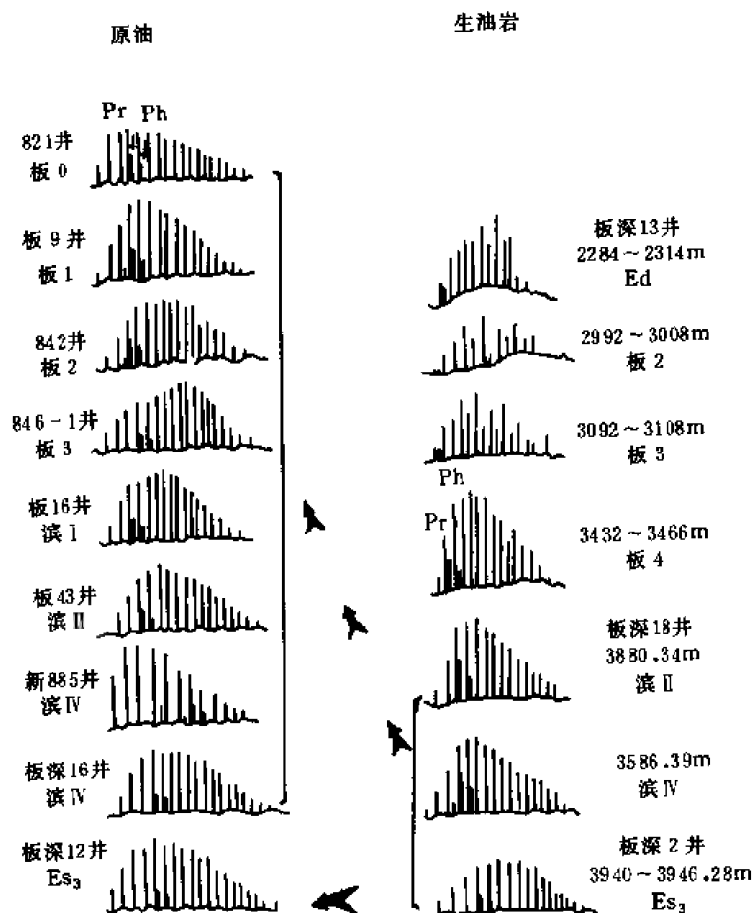 原油
生油岩
Pr Ph
821井
板 0
板 9 井
板 1
842井
板 2
846-1井
板 3
板16井
滨 I
板43井
滨 II
新885井
滨 IV
板深16井
滨 IV
板深12井
Es₃
板深13井
2284~2314m
Ed
2992~3008m
板 2
3092~3108m
板 3
Ph
Pr
3432~3466m
板 4
板深18井
3880.34m
滨 II
3586.39m
滨 IV
板深 2 井
3940~3946.28m
Es₃